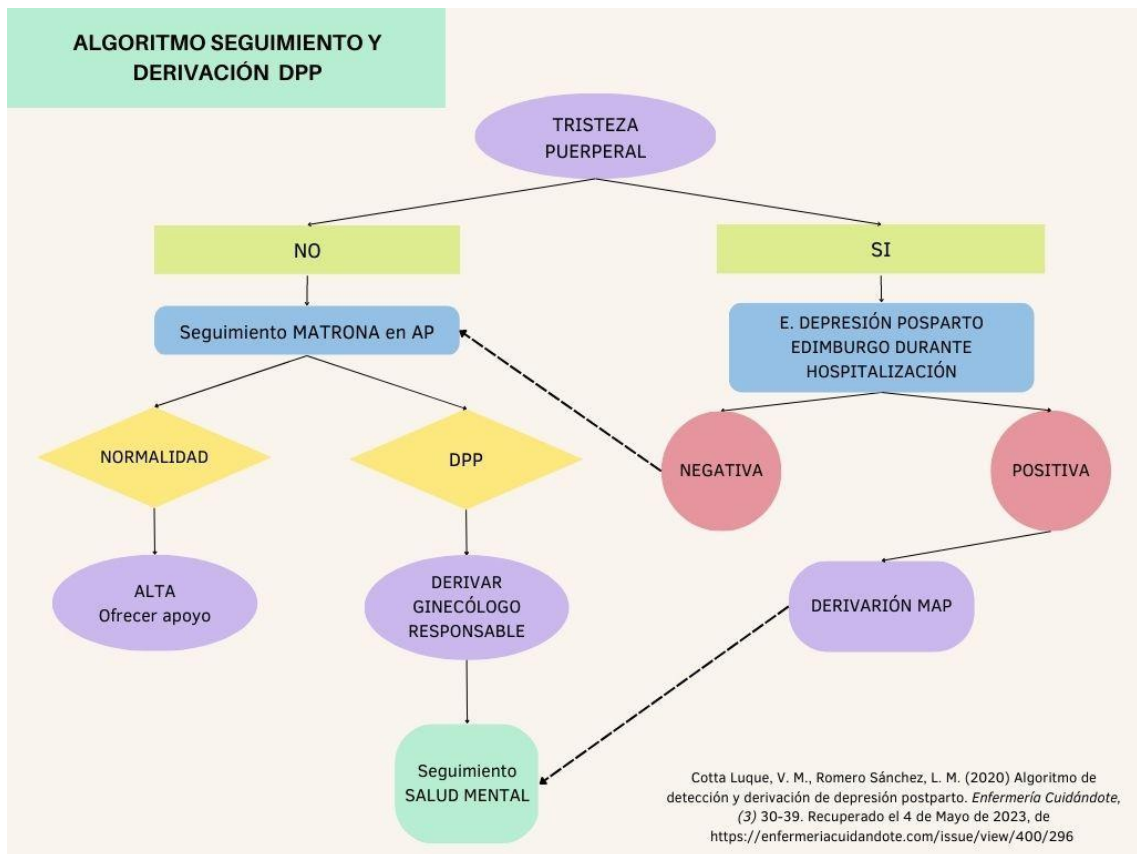 ALGORITMO SEGUIMIENTO Y
DERIVACIÓN DPP
TRISTEZA
PUERPERAL
NO
SI
Seguimiento MATRONA en AP
E. DEPRESIÓN POSPARTO
EDIMBURGO DURANTE
HOSPITALIZACIÓN
NORMALIDAD
DPP
NEGATIVA
POSITIVA
ALTA
Ofrecer apoyo
DERIVAR
GINECÓLOGO
RESPONSABLE
DERIVARIÓN MAP
Seguimiento
SALUD MENTAL
Cotta Luque, V. M., Romero Sánchez, L. M. (2020) Algoritmo de
detección y derivación de depresión postparto. Enfermería Cuidándote,
(3) 30-39. Recuperado el 4 de Mayo de 2023, de
https://enfermeriacuidandote.com/issue/view/400/296